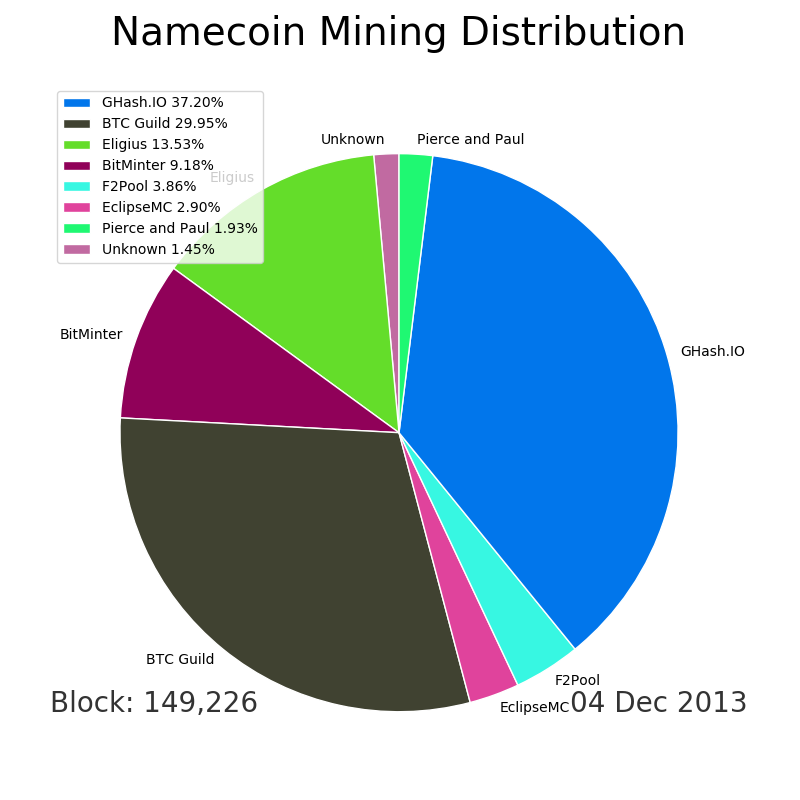 Namecoin Mining Distribution
GHash.IO 37.20%
BTC Guild 29.95%
Eligius 13.53%
BitMinter 9.18%
F2Pool 3.86%
EclipseMC 2.90%
Pierce and Paul 1.93%
Unknown 1.45%
Unknown
Pierce and Paul
Eligius
BitMinter
GHash.IO
BTC Guild
F2Pool
EclipseMC
Block: 149,226
04 Dec 2013